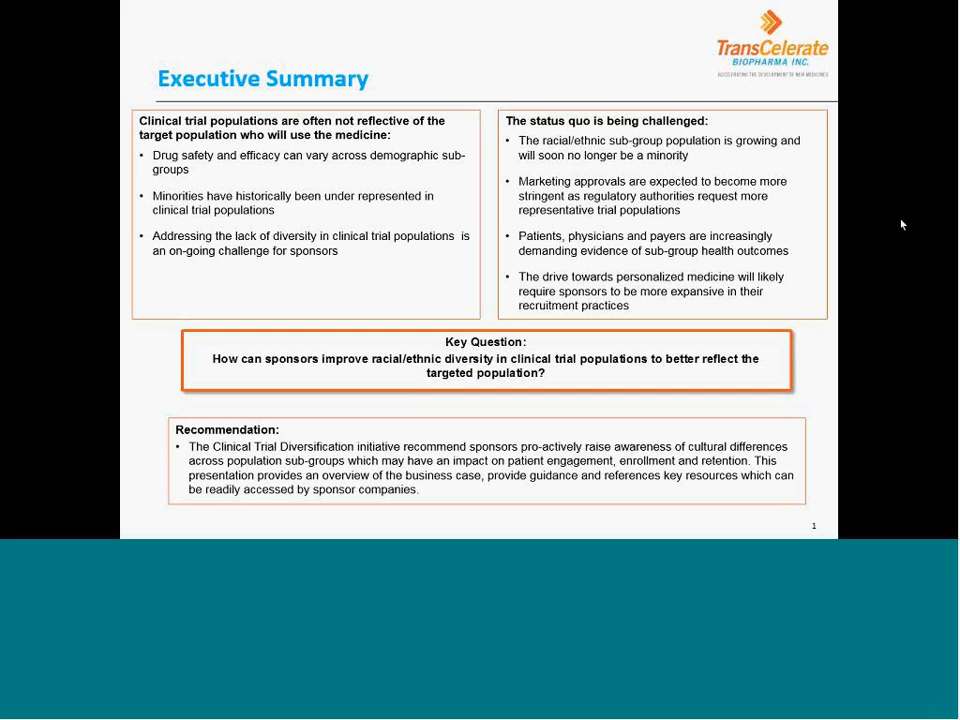 TransCelerate
BIOPHARMA INC.
ACCELERATING THE DEVELOPMENT OF NEW MEDICINES
Executive Summary
Clinical trial populations are often not reflective of the
target population who will use the medicine:
• Drug safety and efficacy can vary across demographic sub-
groups
• Minorities have historically been under represented in
clinical trial populations
• Addressing the lack of diversity in clinical trial populations is
an on-going challenge for sponsors
The status quo is being challenged:
• The racial/ethnic sub-group population is growing and
will soon no longer be a minority
• Marketing approvals are expected to become more
stringent as regulatory authorities request more
representative trial populations
• Patients, physicians and payers are increasingly
demanding evidence of sub-group health outcomes
• The drive towards personalized medicine will likely
require sponsors to be more expansive in their
recruitment practices
Key Question:
How can sponsors improve racial/ethnic diversity in clinical trial populations to better reflect the
targeted population?
Recommendation:
• The Clinical Trial Diversification initiative recommend sponsors pro-actively raise awareness of cultural differences
across population sub-groups which may have an impact on patient engagement, enrollment and retention. This
presentation provides an overview of the business case, provide guidance and references key resources which can
be readily accessed by sponsor companies.
1